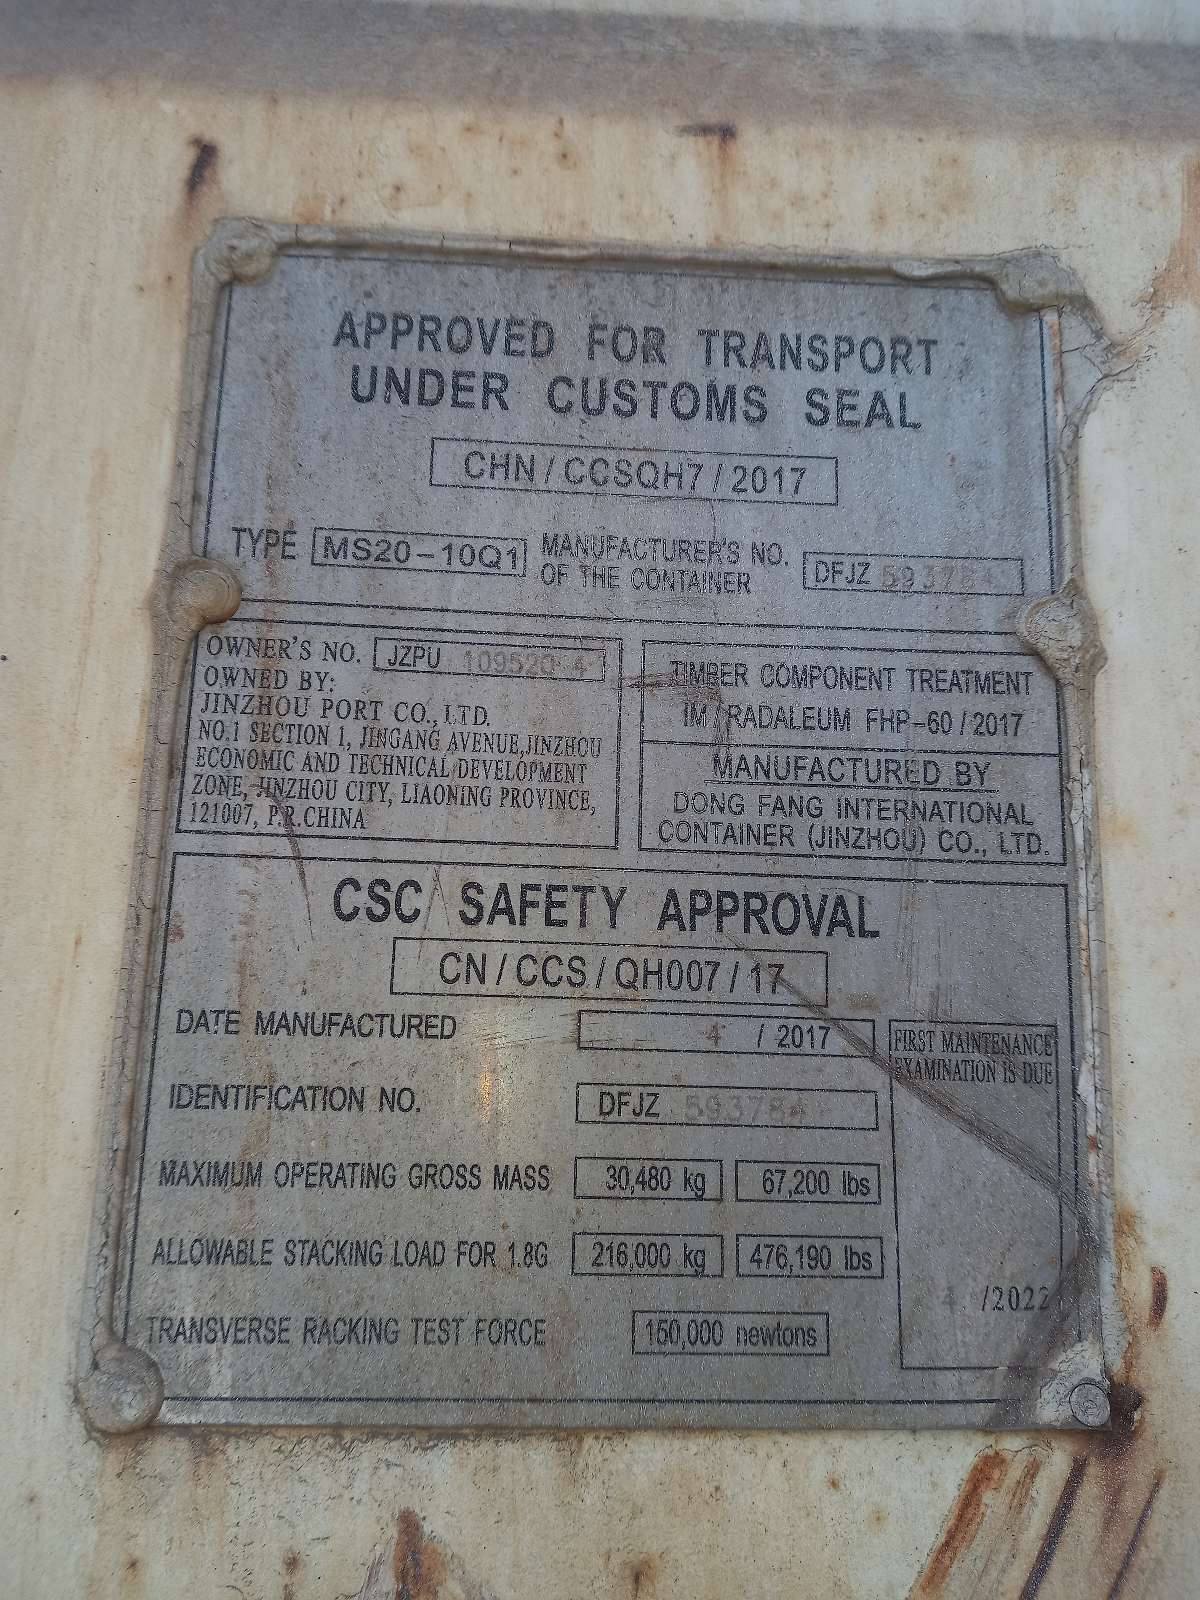 APPROVED FOR TRANSPORT
UNDER CUSTOMS SEAL
CHN/CCSQH7/2017
TYPE MS20-10Q1 MANUFACTURER'S NO. OF THE CONTAINER DFJZ 593784
OWNER'S NO. JZPU 109520 4
OWNED BY:
JINZHOU PORT CO., LTD.
NO.1 SECTION 1, JINGANG AVENUE,JINZHOU
ECONOMIC AND TECHNICAL DEVELOPMENT
ZONE, JINZHOU CITY, LIAONING PROVINCE,
121007, P.R.CHINA
TIMBER COMPONENT TREATMENT
IM/RADALEUM FHP-60/2017
MANUFACTURED BY
DONG FANG INTERNATIONAL
CONTAINER (JINZHOU) CO., LTD.
CSC SAFETY APPROVAL
CN/CCS/QH007/17
DATE MANUFACTURED 4 / 2017
IDENTIFICATION NO. DFJZ 593784
MAXIMUM OPERATING GROSS MASS 30,480 kg 67,200 lbs
ALLOWABLE STACKING LOAD FOR 1.8G 216,000 kg 476,190 lbs
TRANSVERSE RACKING TEST FORCE 150,000 newtons
FIRST MAINTENANCE
EXAMINATION IS DUE
4 /2022